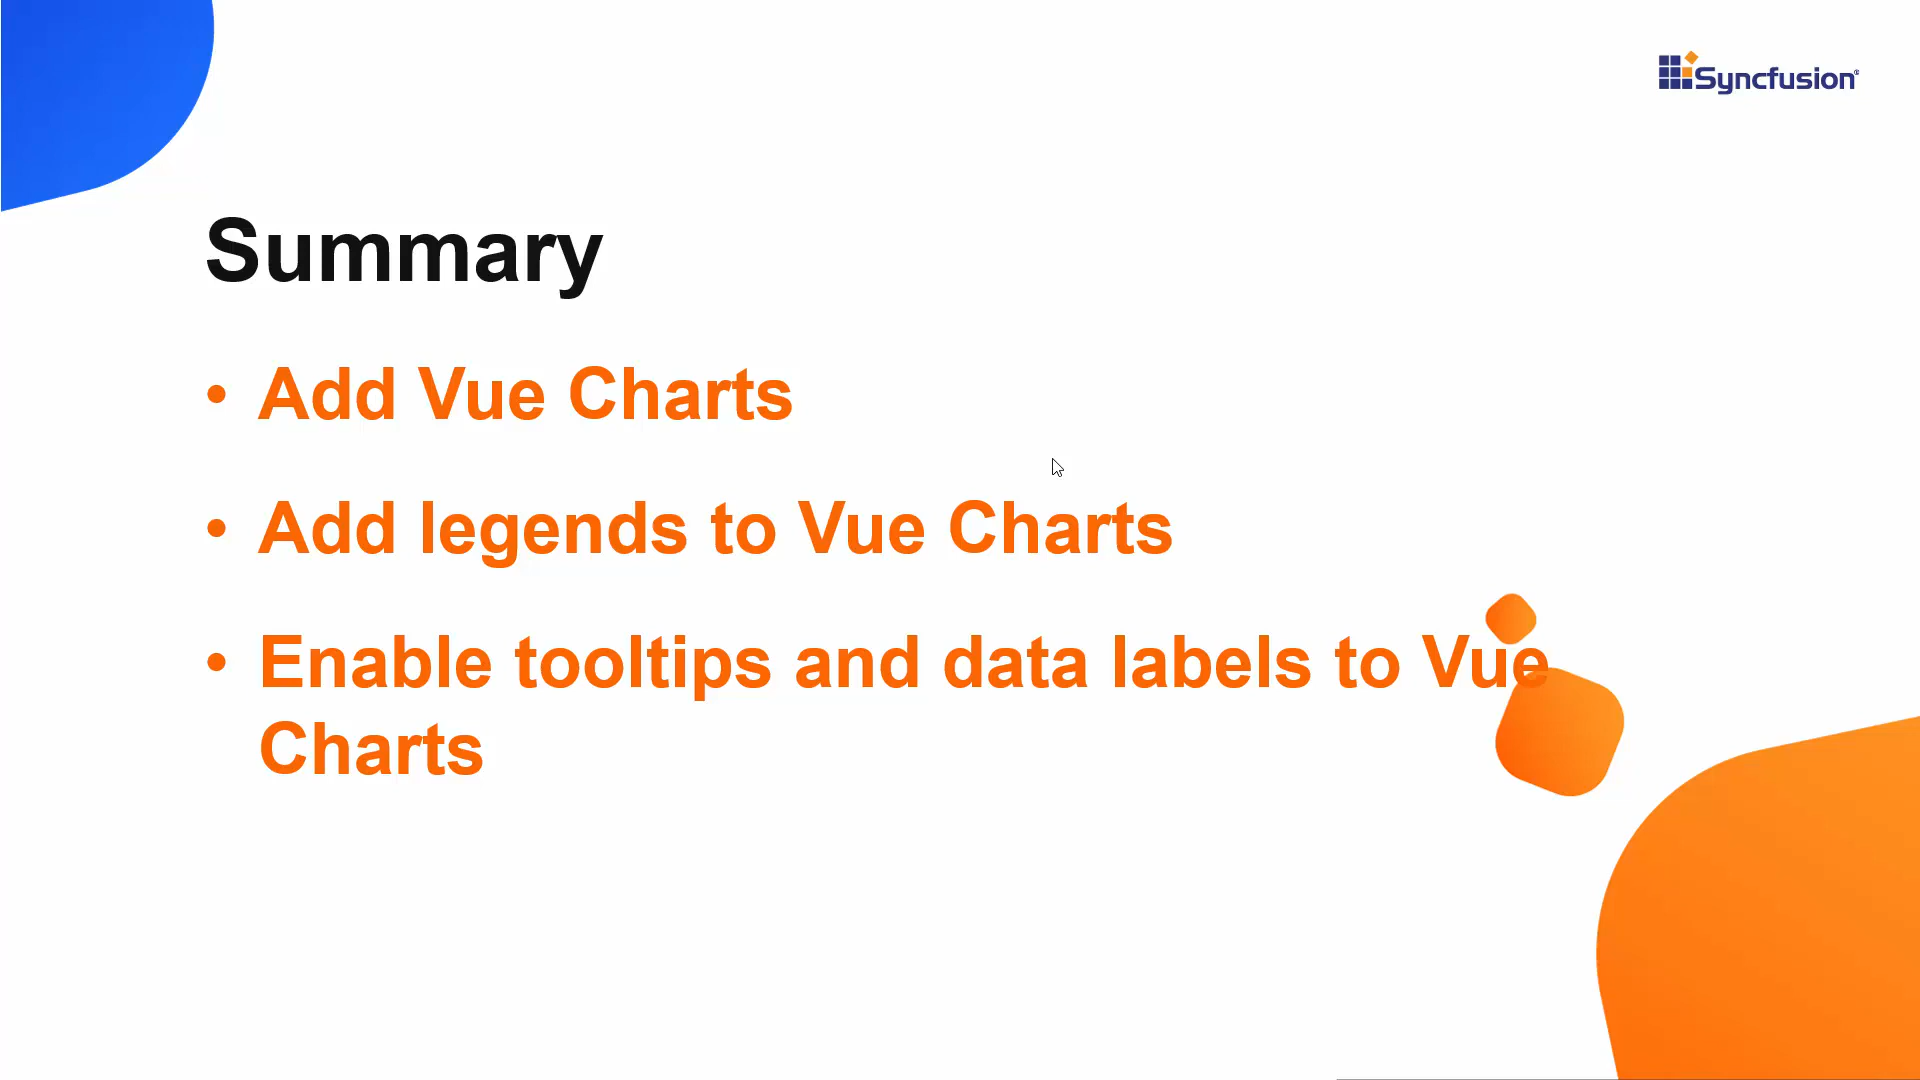 Syncfusion
Summary
• Add Vue Charts
• Add legends to Vue Charts
• Enable tooltips and data labels to Vue
Charts